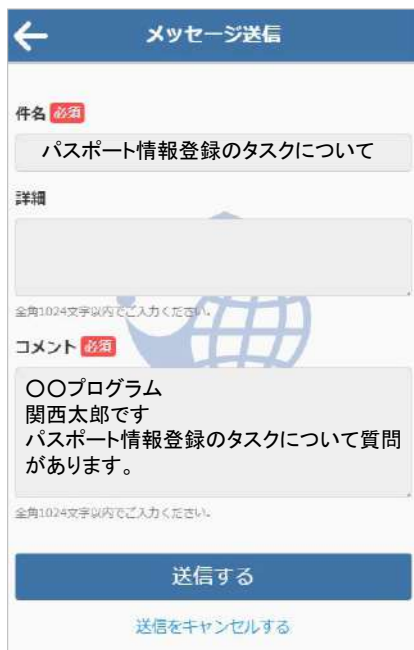 メッセージ送信
件名 必須
パスポート情報登録のタスクについて
詳細
全角1024文字以内でご入力ください。
コメント 必須
〇〇プログラム
関西太郎です
パスポート情報登録のタスクについて質問
があります。
全角1024文字以内でご入力ください。
送信する
送信をキャンセルする